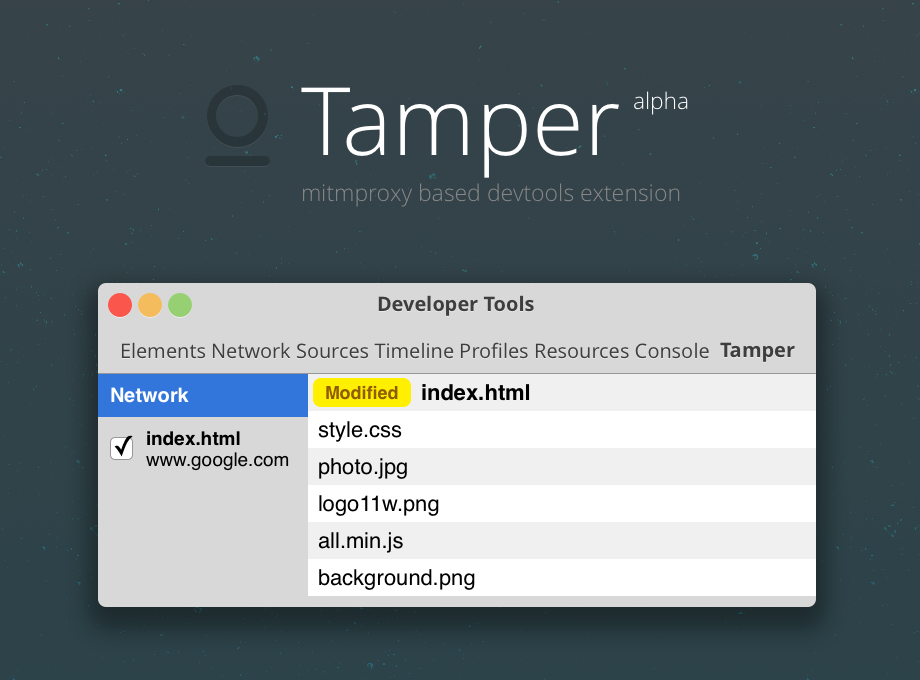 Tamper alpha
mitmproxy based devtools extension
Developer Tools
Elements Network Sources Timeline Profiles Resources Console Tamper
Network
index.html
www.google.com
Modified index.html
style.css
photo.jpg
logo11w.png
all.min.js
background.png